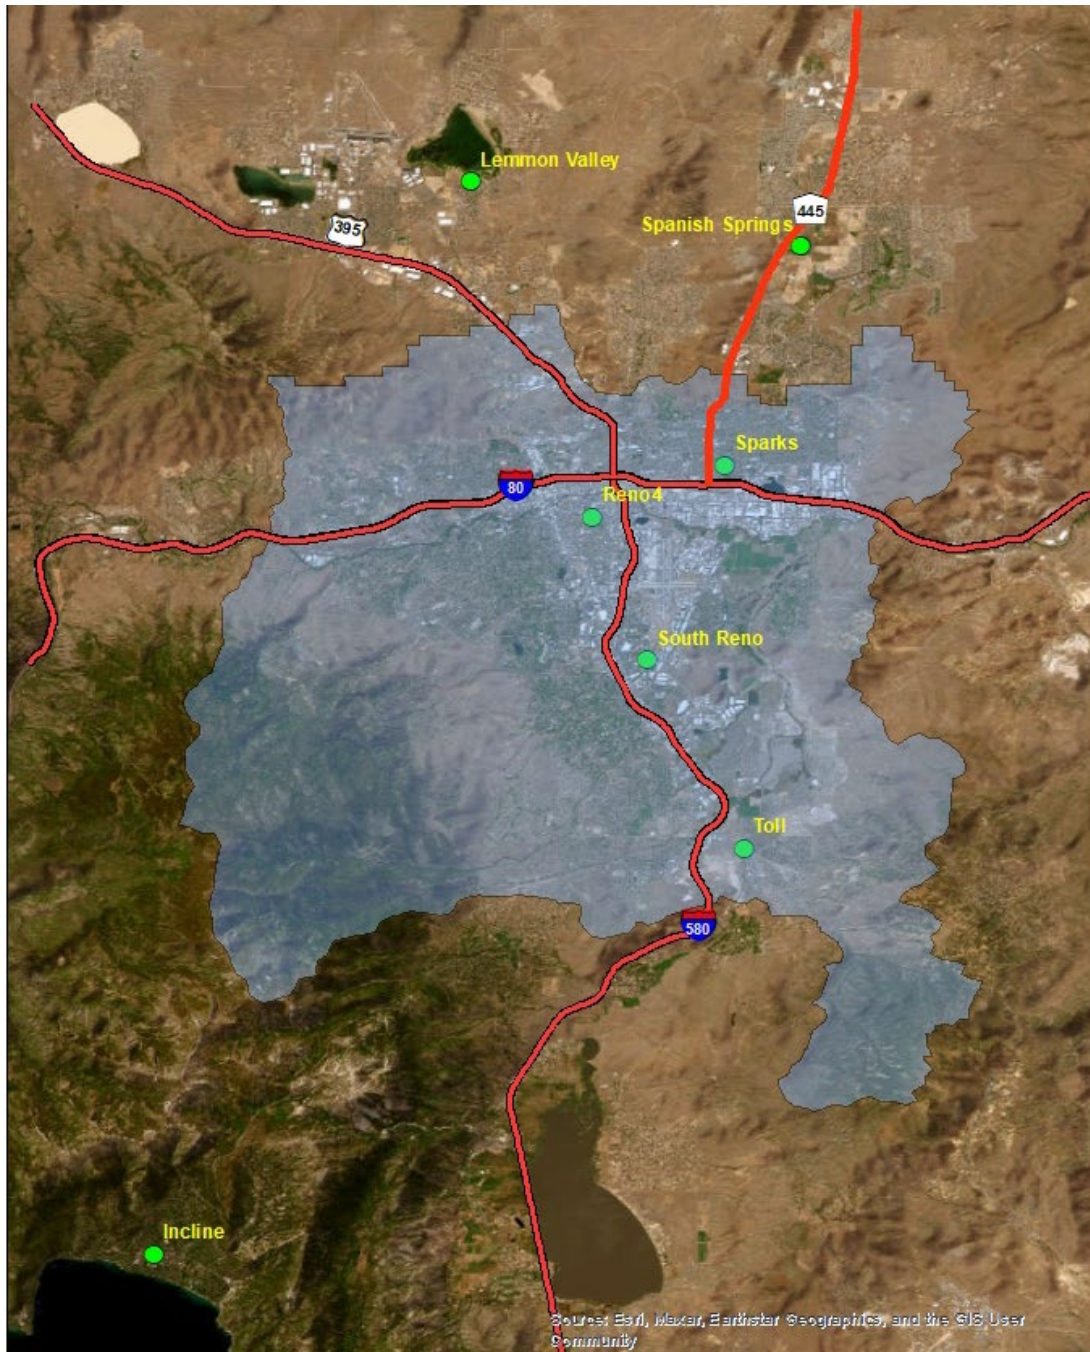 Lemmon Valley
445
Spanish Springs
395
Sparks
80
Reno4
South Reno
Toll
580
Incline
Source: Esri, Maxar, Earthstar Geographics, and the GIS User
Community